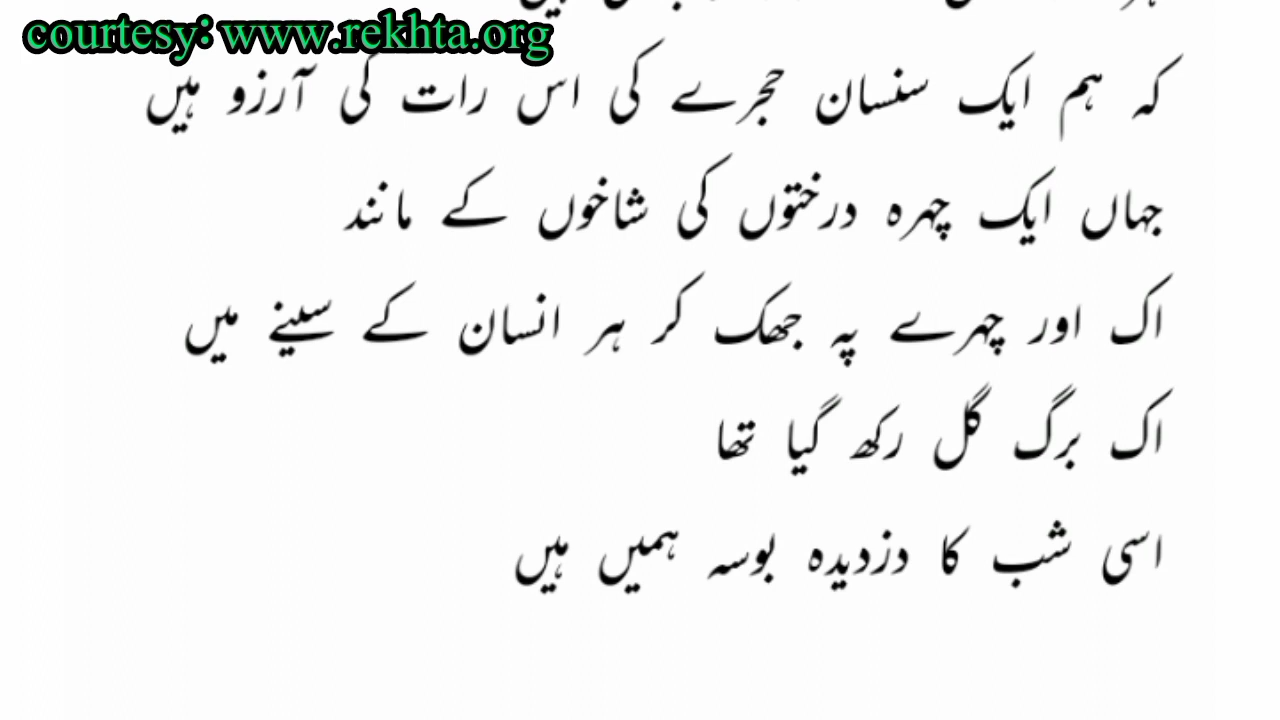 courtesy: www.rekhta.org
کہ ہم ایک سنسان حجرے کی اس رات کی آرزو ہیں
جہاں ایک چہرہ درختوں کی شاخوں کے مانند
اک اور چہرے پہ جھک کر ہر انسان کے سینے میں
اک برگ گل رکھ گیا تھا
اسی شب کا دزدیدہ بوسہ ہمیں ہیں